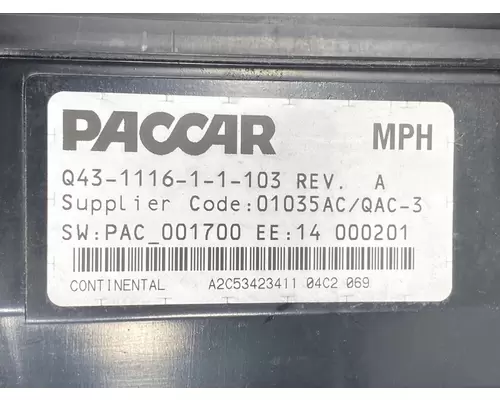 PACCAR MPH
Q43-1116-1-1-103 REV. A
Supplier Code:01035AC/QAC-3
SW:PAC_001700 EE:14 000201
CONTINENTAL A2C53423411 04C2 069